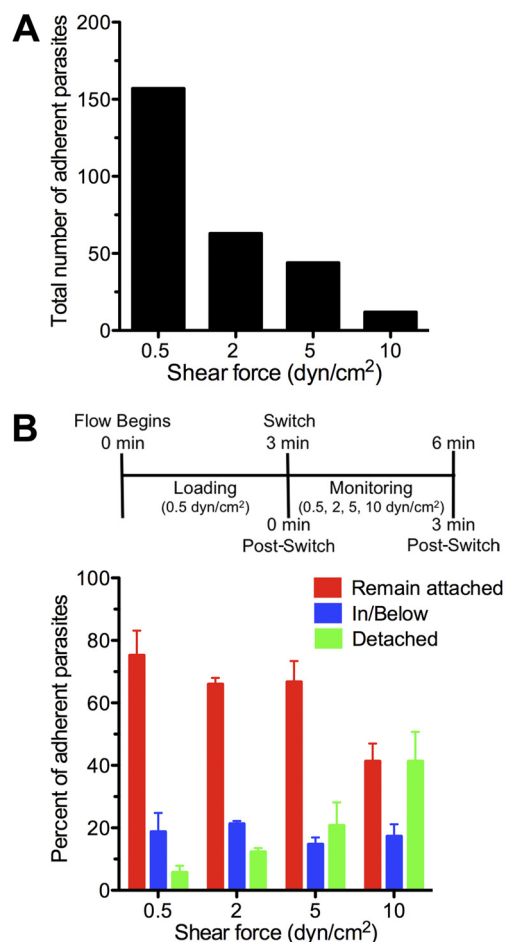 A
Total number of adherent parasites
200
150
100
50
0
0.5 2 5 10
Shear force (dyn/cm²)
B
Flow Begins Switch
0 min 3 min 6 min
Loading Monitoring
(0.5 dyn/cm²) (0.5, 2, 5, 10 dyn/cm²)
0 min 3 min
Post-Switch Post-Switch
Percent of adherent parasites
100
80
60
40
20
0
Remain attached
In/Below
Detached
0.5 2 5 10
Shear force (dyn/cm²)